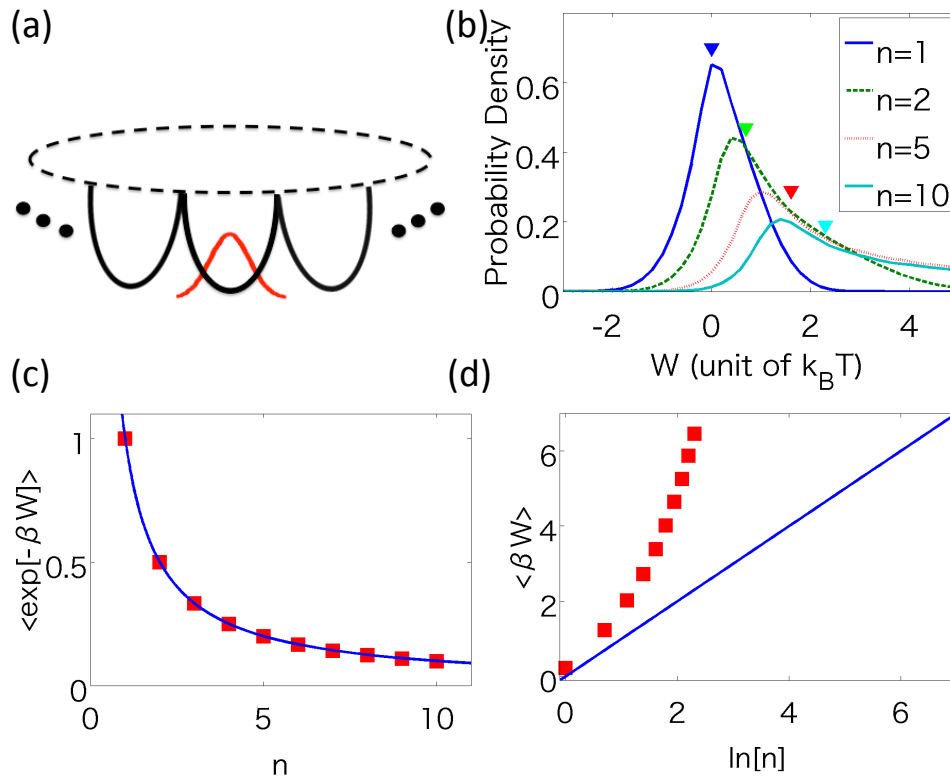 (a)
(b)
Probability Density
0.6
0.4
0.2
0
-2
0
2
4
W (unit of k_BT)
n=1
n=2
n=5
n=10
(c)
<exp[-βW]>
1
0.5
0
0
5
10
n
(d)
<βW>
6
4
2
0
0
2
4
6
ln[n]